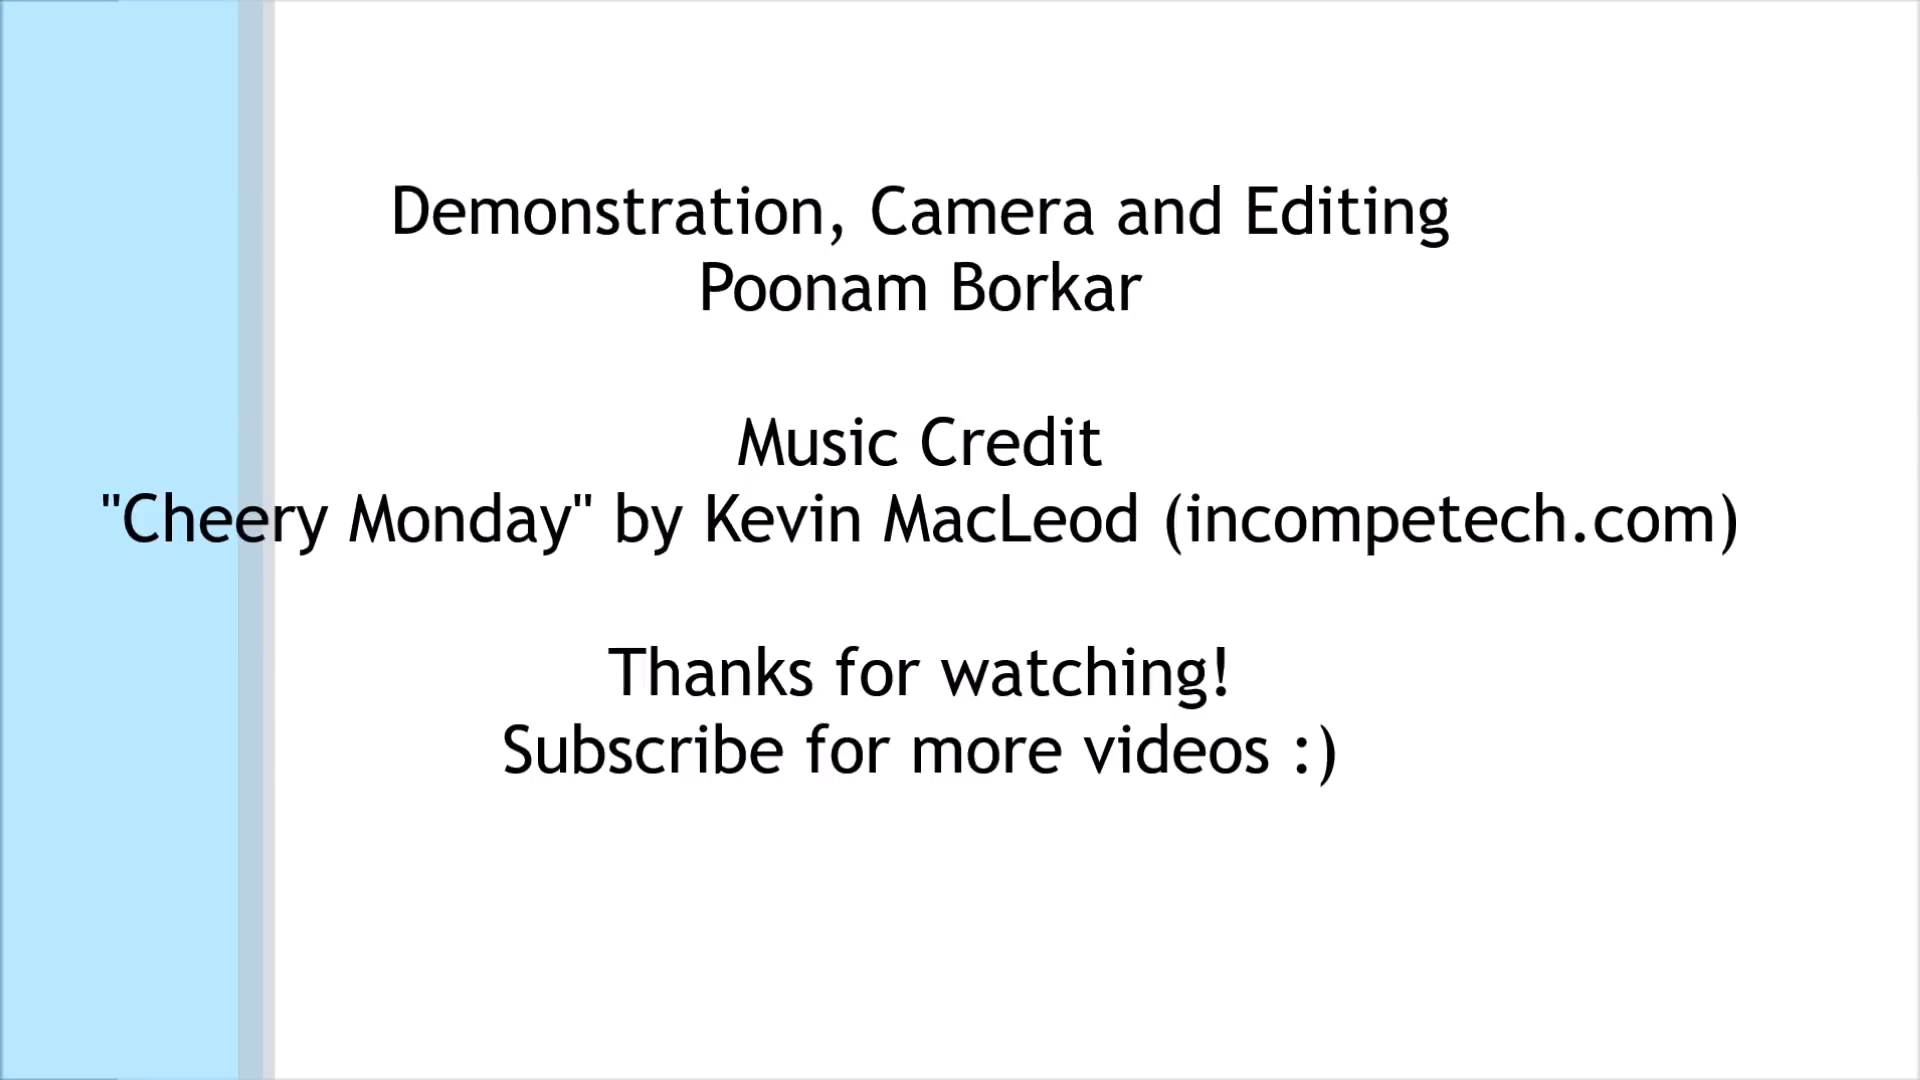 Demonstration, Camera and Editing
Poonam Borkar
Music Credit
"Cheery Monday" by Kevin MacLeod (incompetech.com)
Thanks for watching!
Subscribe for more videos :)